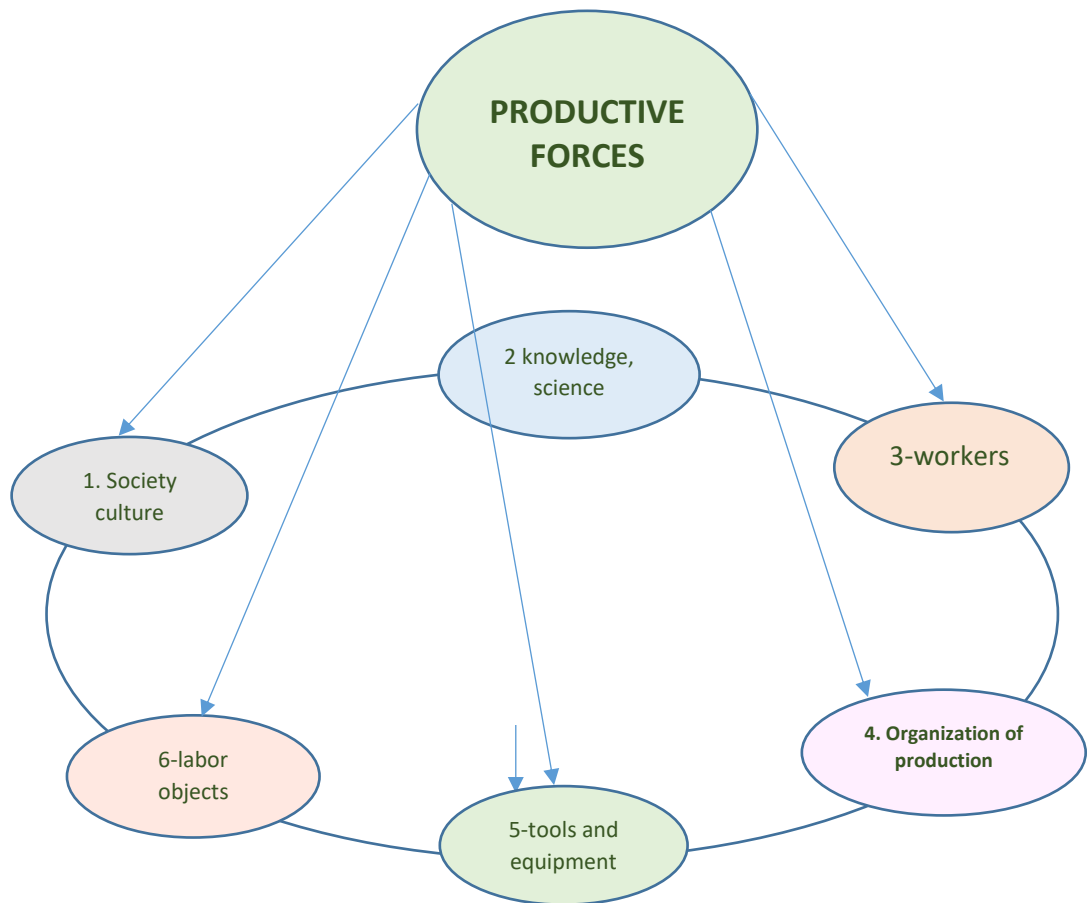 PRODUCTIVE
FORCES
2 knowledge,
science
3-workers
1. Society
culture
4. Organization of
production
6-labor
objects
5-tools and
equipment